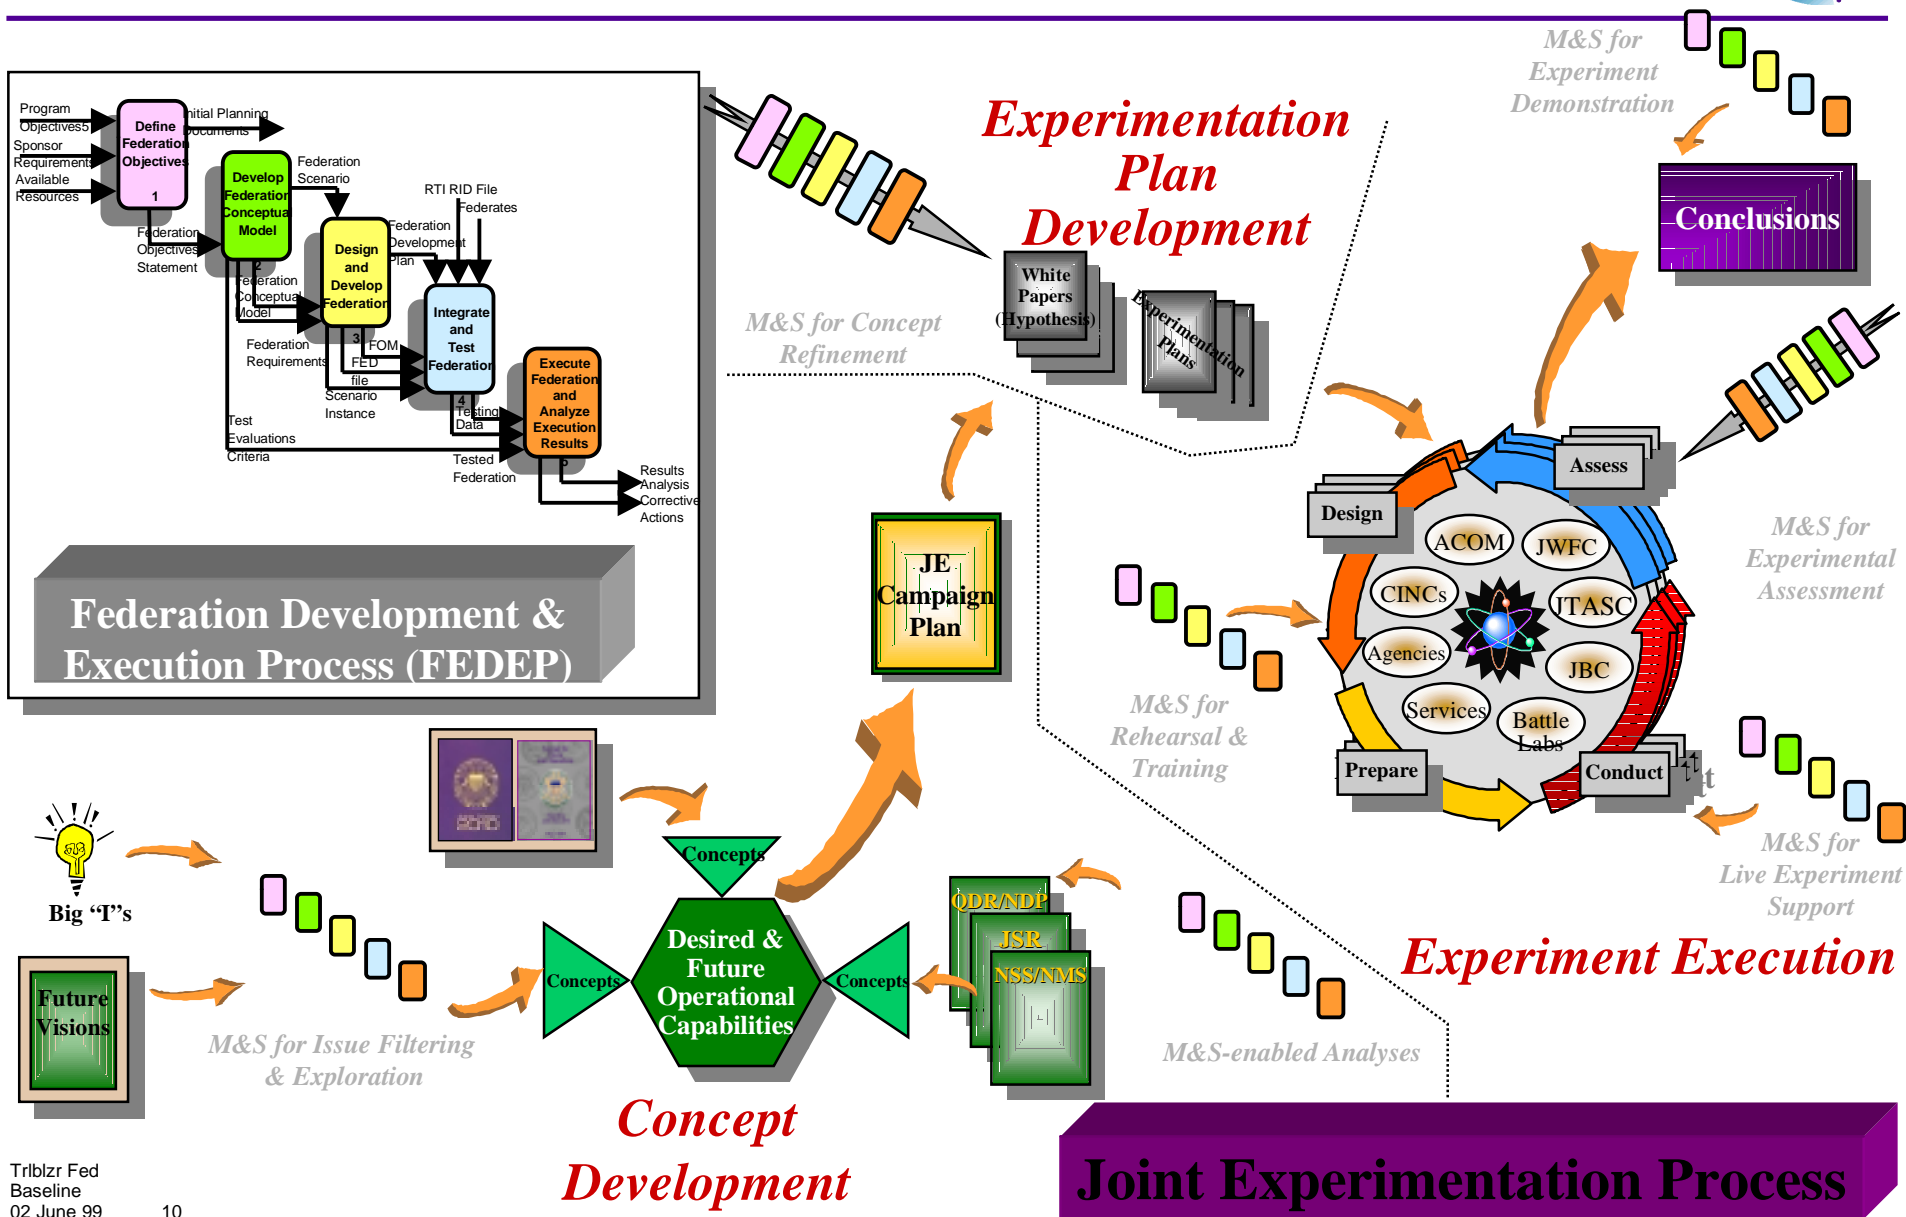 M&S for
Experiment
Demonstration
Program
Objectives5
Sponsor
Requirements
Available
Resources
Define
Federation
Objectives
1
Initial Planning
Documents
Federation
Objectives
Statement
Develop
Federation
Conceptual
Model
2
Federation
Scenario
Federation
Conceptual
Model
Federation
Requirements
Design
and
Develop
Federation
3
Federation
Development
Plan
RTI RID File
Federates
FOM
FED
file
Scenario
Instance
Integrate
and
Test
Federation
4
Testing
Data
Test
Evaluations
Criteria
Tested
Federation
Execute
Federation
and
Analyze
Execution
Results
5
Results
Analysis
Corrective
Actions
Federation Development &
Execution Process (FEDEP)
Experimentation
Plan
Development
White
Papers
(Hypothesis)
Experimentation
Plans
M&S for Concept
Refinement
Conclusions
JE
Campaign
Plan
Design
Assess
Prepare
Conduct
ACOM
JWFC
CINCs
JTASC
Agencies
JBC
Services
Battle
Labs
M&S for
Experimental
Assessment
M&S for
Rehearsal &
Training
M&S for
Live Experiment
Support
Experiment Execution
Big “I”s
Future
Visions
M&S for Issue Filtering
& Exploration
Concepts
Concepts
Concepts
Desired &
Future
Operational
Capabilities
QDR/NDP
JSR
NSS/NMS
M&S-enabled Analyses
Concept
Development
Joint Experimentation Process
Trlblzr Fed
Baseline
02 June 99 10